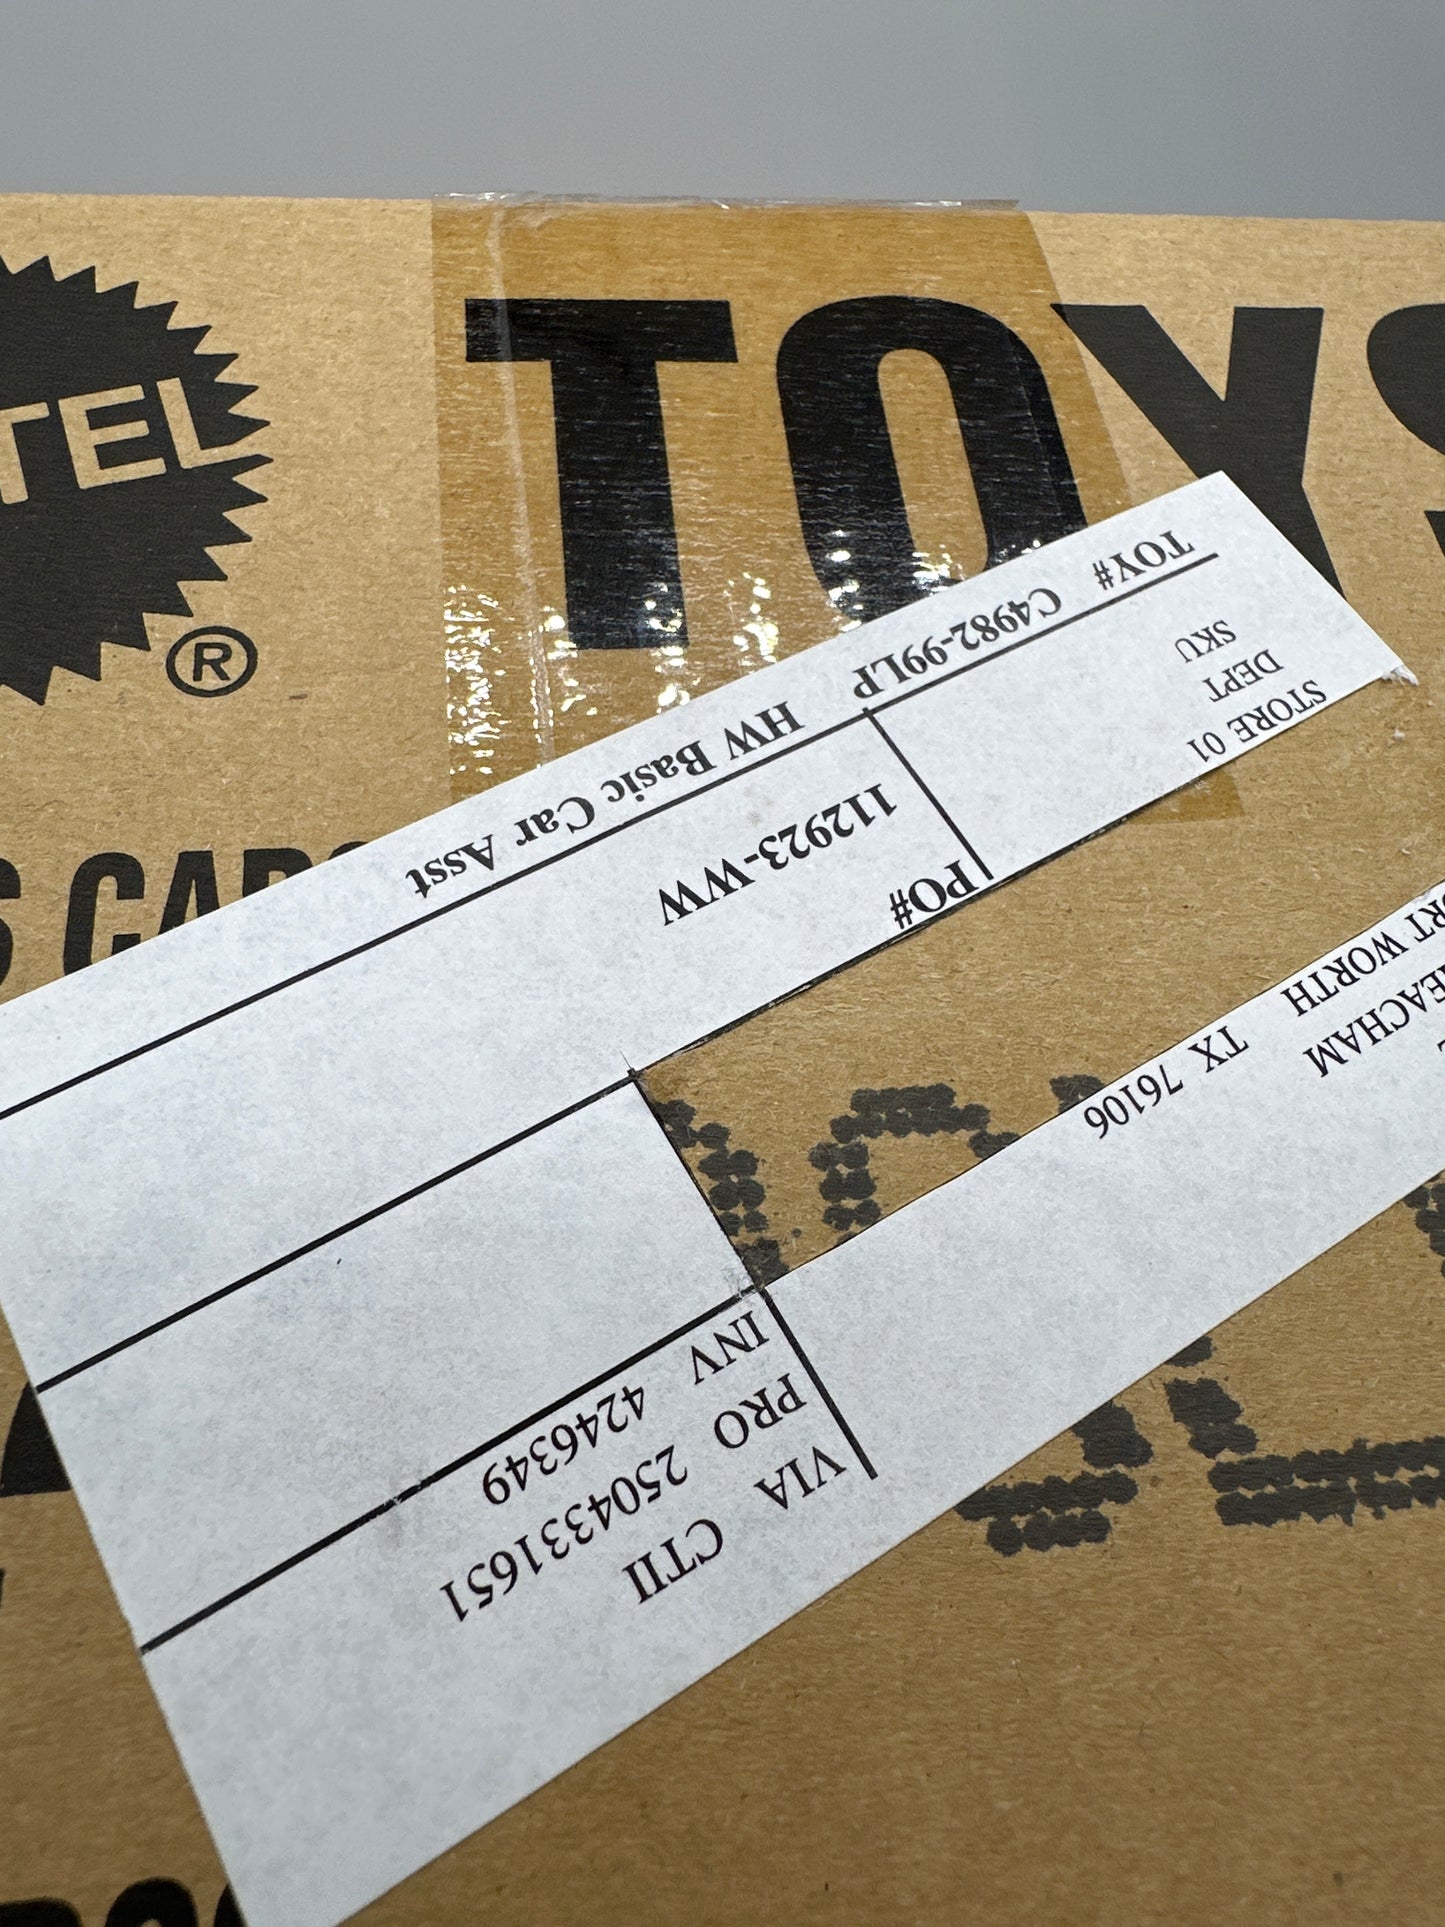 TEL
®
TOYS
S CARS
TOY# C4982-99LP HW Basic Car Asst
SKU
DEPT
STORE 01
112923-WW
PO#
TX 76106
RT WORTH
EACHAM
INV 4246349
PRO 2504331651
VIA CTII